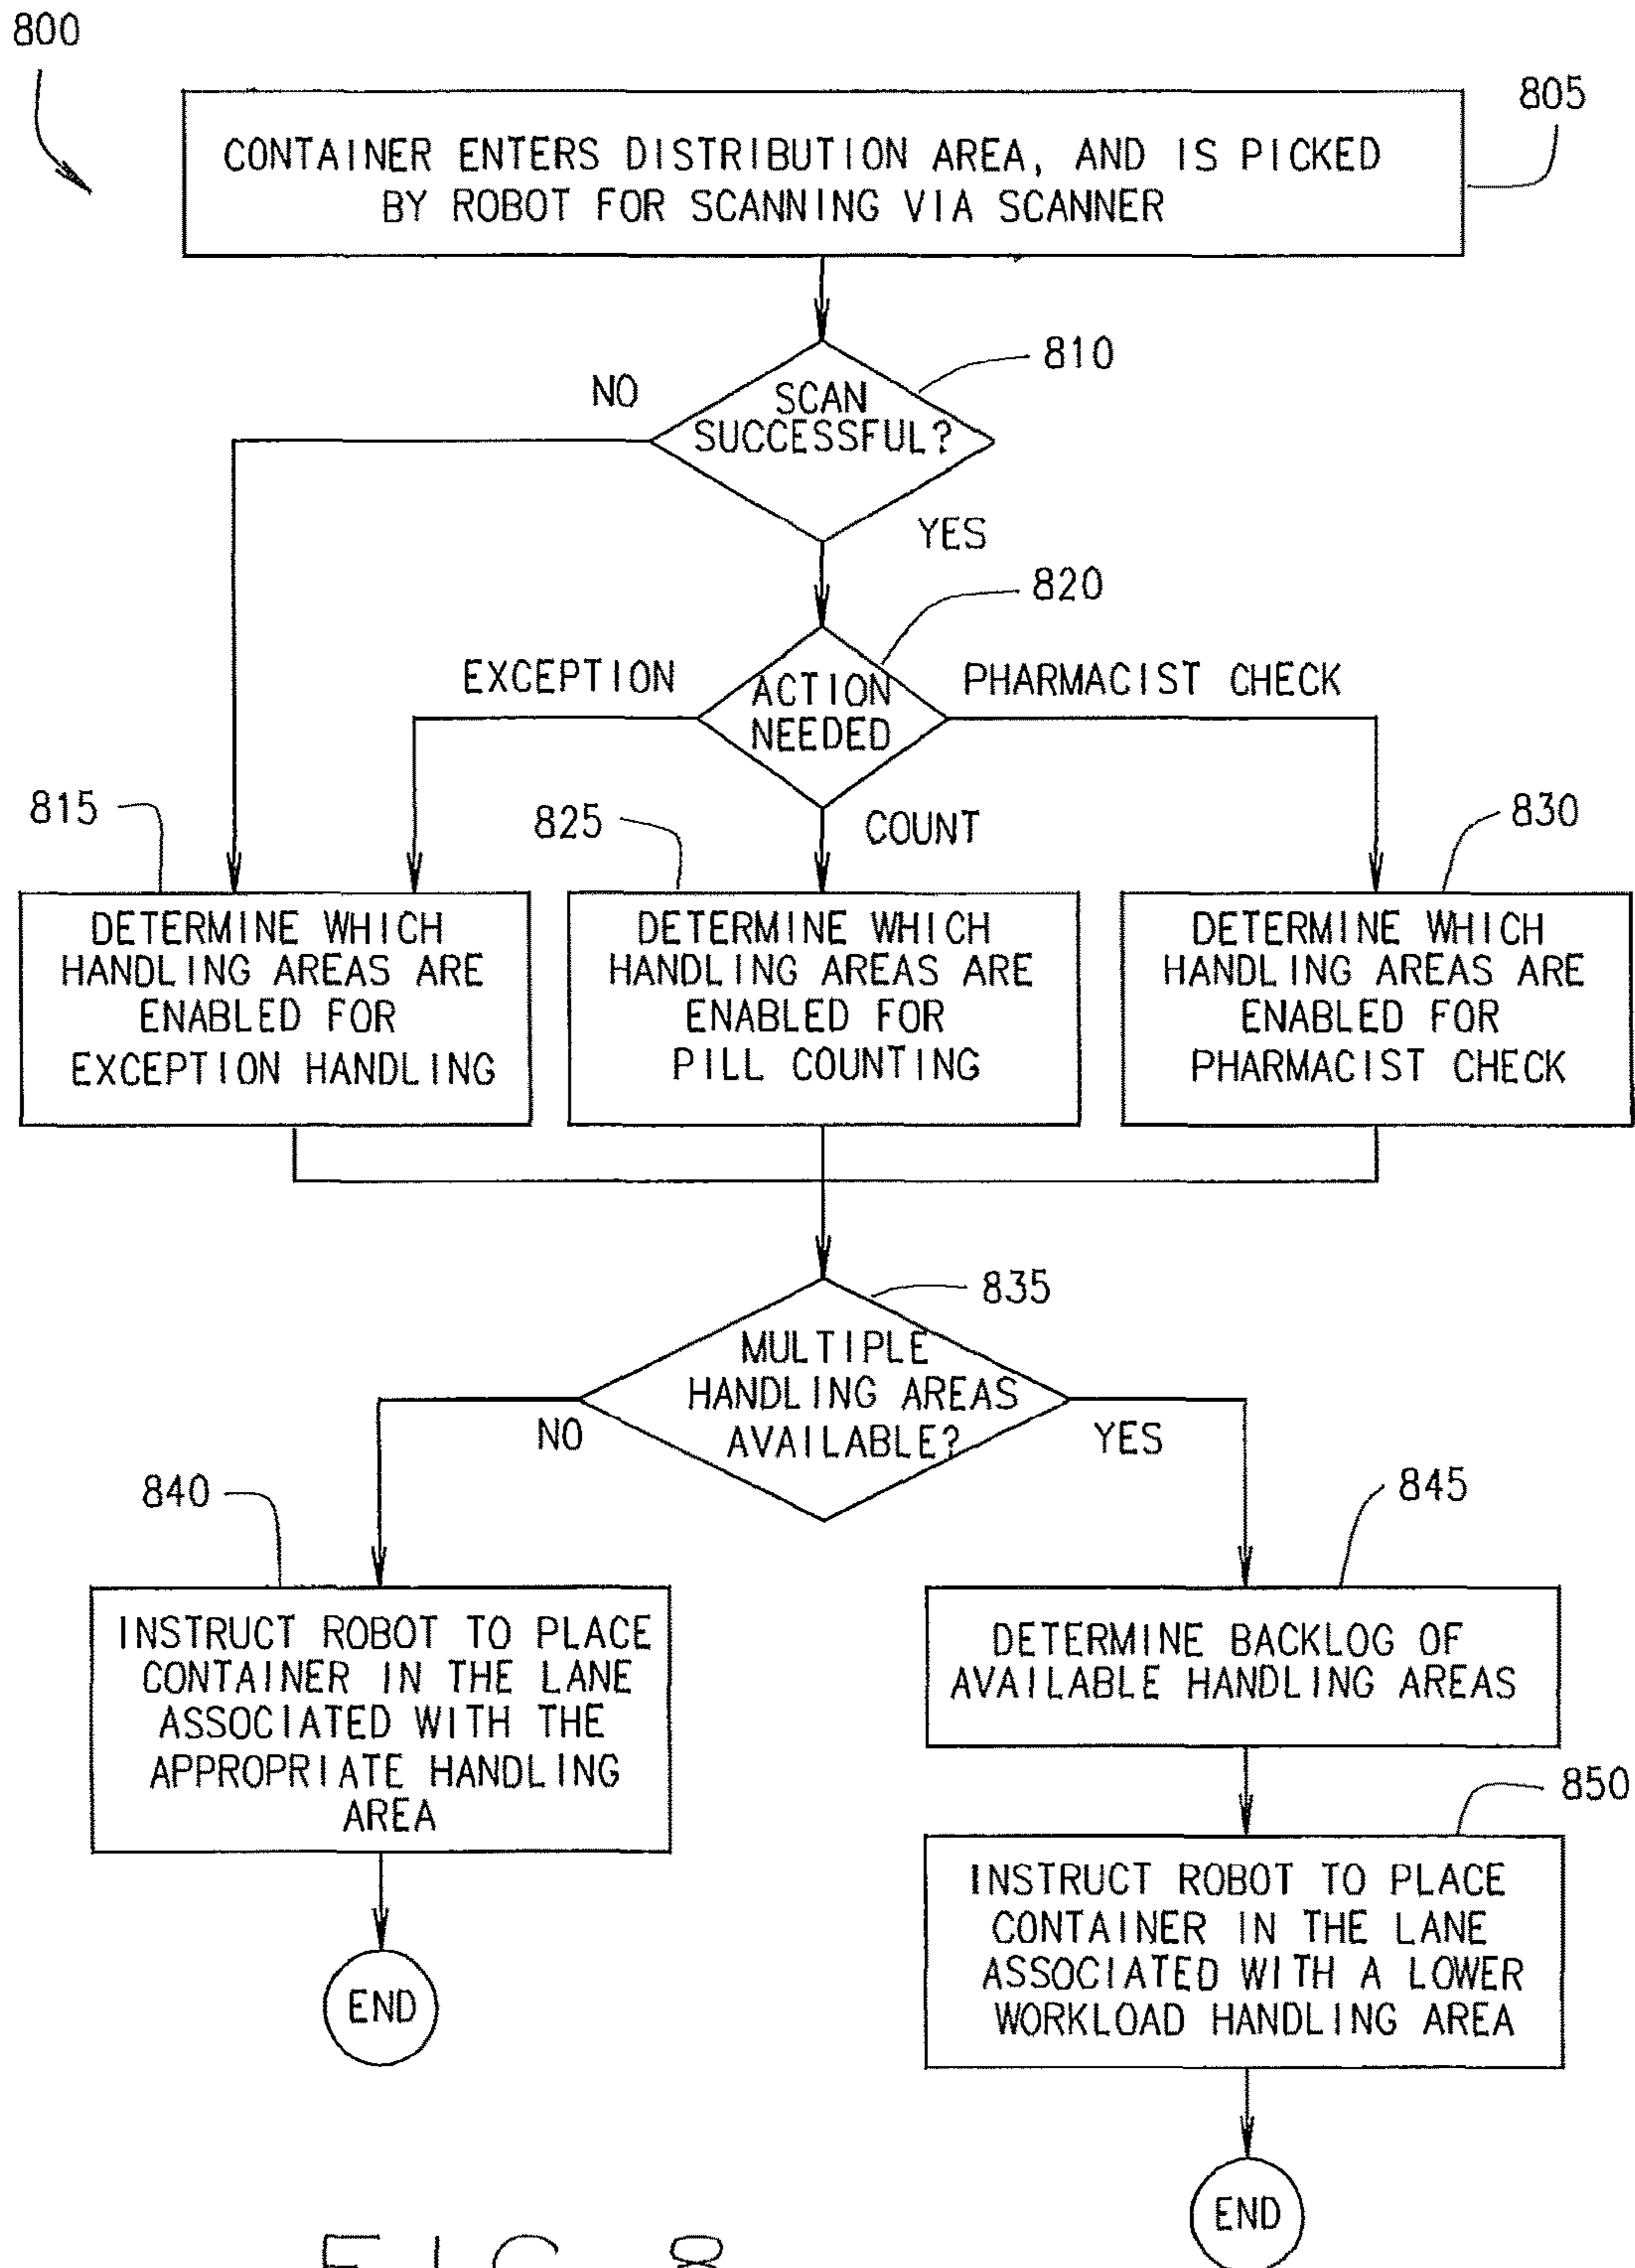 800
805
CONTAINER ENTERS DISTRIBUTION AREA, AND IS PICKED
BY ROBOT FOR SCANNING VIA SCANNER
810
NO
SCAN
SUCCESSFUL?
YES
820
EXCEPTION
ACTION
NEEDED
PHARMACIST CHECK
815
825
COUNT
830
DETERMINE WHICH
HANDLING AREAS ARE
ENABLED FOR
EXCEPTION HANDLING
DETERMINE WHICH
HANDLING AREAS ARE
ENABLED FOR
PILL COUNTING
DETERMINE WHICH
HANDLING AREAS ARE
ENABLED FOR
PHARMACIST CHECK
835
MULTIPLE
HANDLING AREAS
AVAILABLE?
NO
YES
840
845
INSTRUCT ROBOT TO PLACE
CONTAINER IN THE LANE
ASSOCIATED WITH THE
APPROPRIATE HANDLING
AREA
DETERMINE BACKLOG OF
AVAILABLE HANDLING AREAS
850
INSTRUCT ROBOT TO PLACE
CONTAINER IN THE LANE
ASSOCIATED WITH A LOWER
WORKLOAD HANDLING AREA
END
END
FIG 8